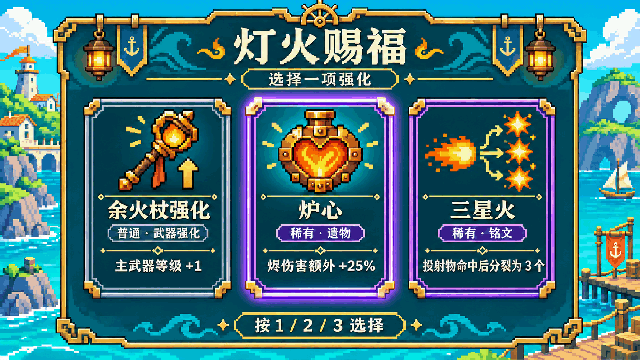 灯火赐福
选择一项强化
余火杖强化
普通 · 武器强化
主武器等级 +1
炉心
稀有 · 遗物
烬伤害额外 +25%
三星火
稀有 · 铭文
投射物命中后分裂为 3 个
按 1 / 2 / 3 选择